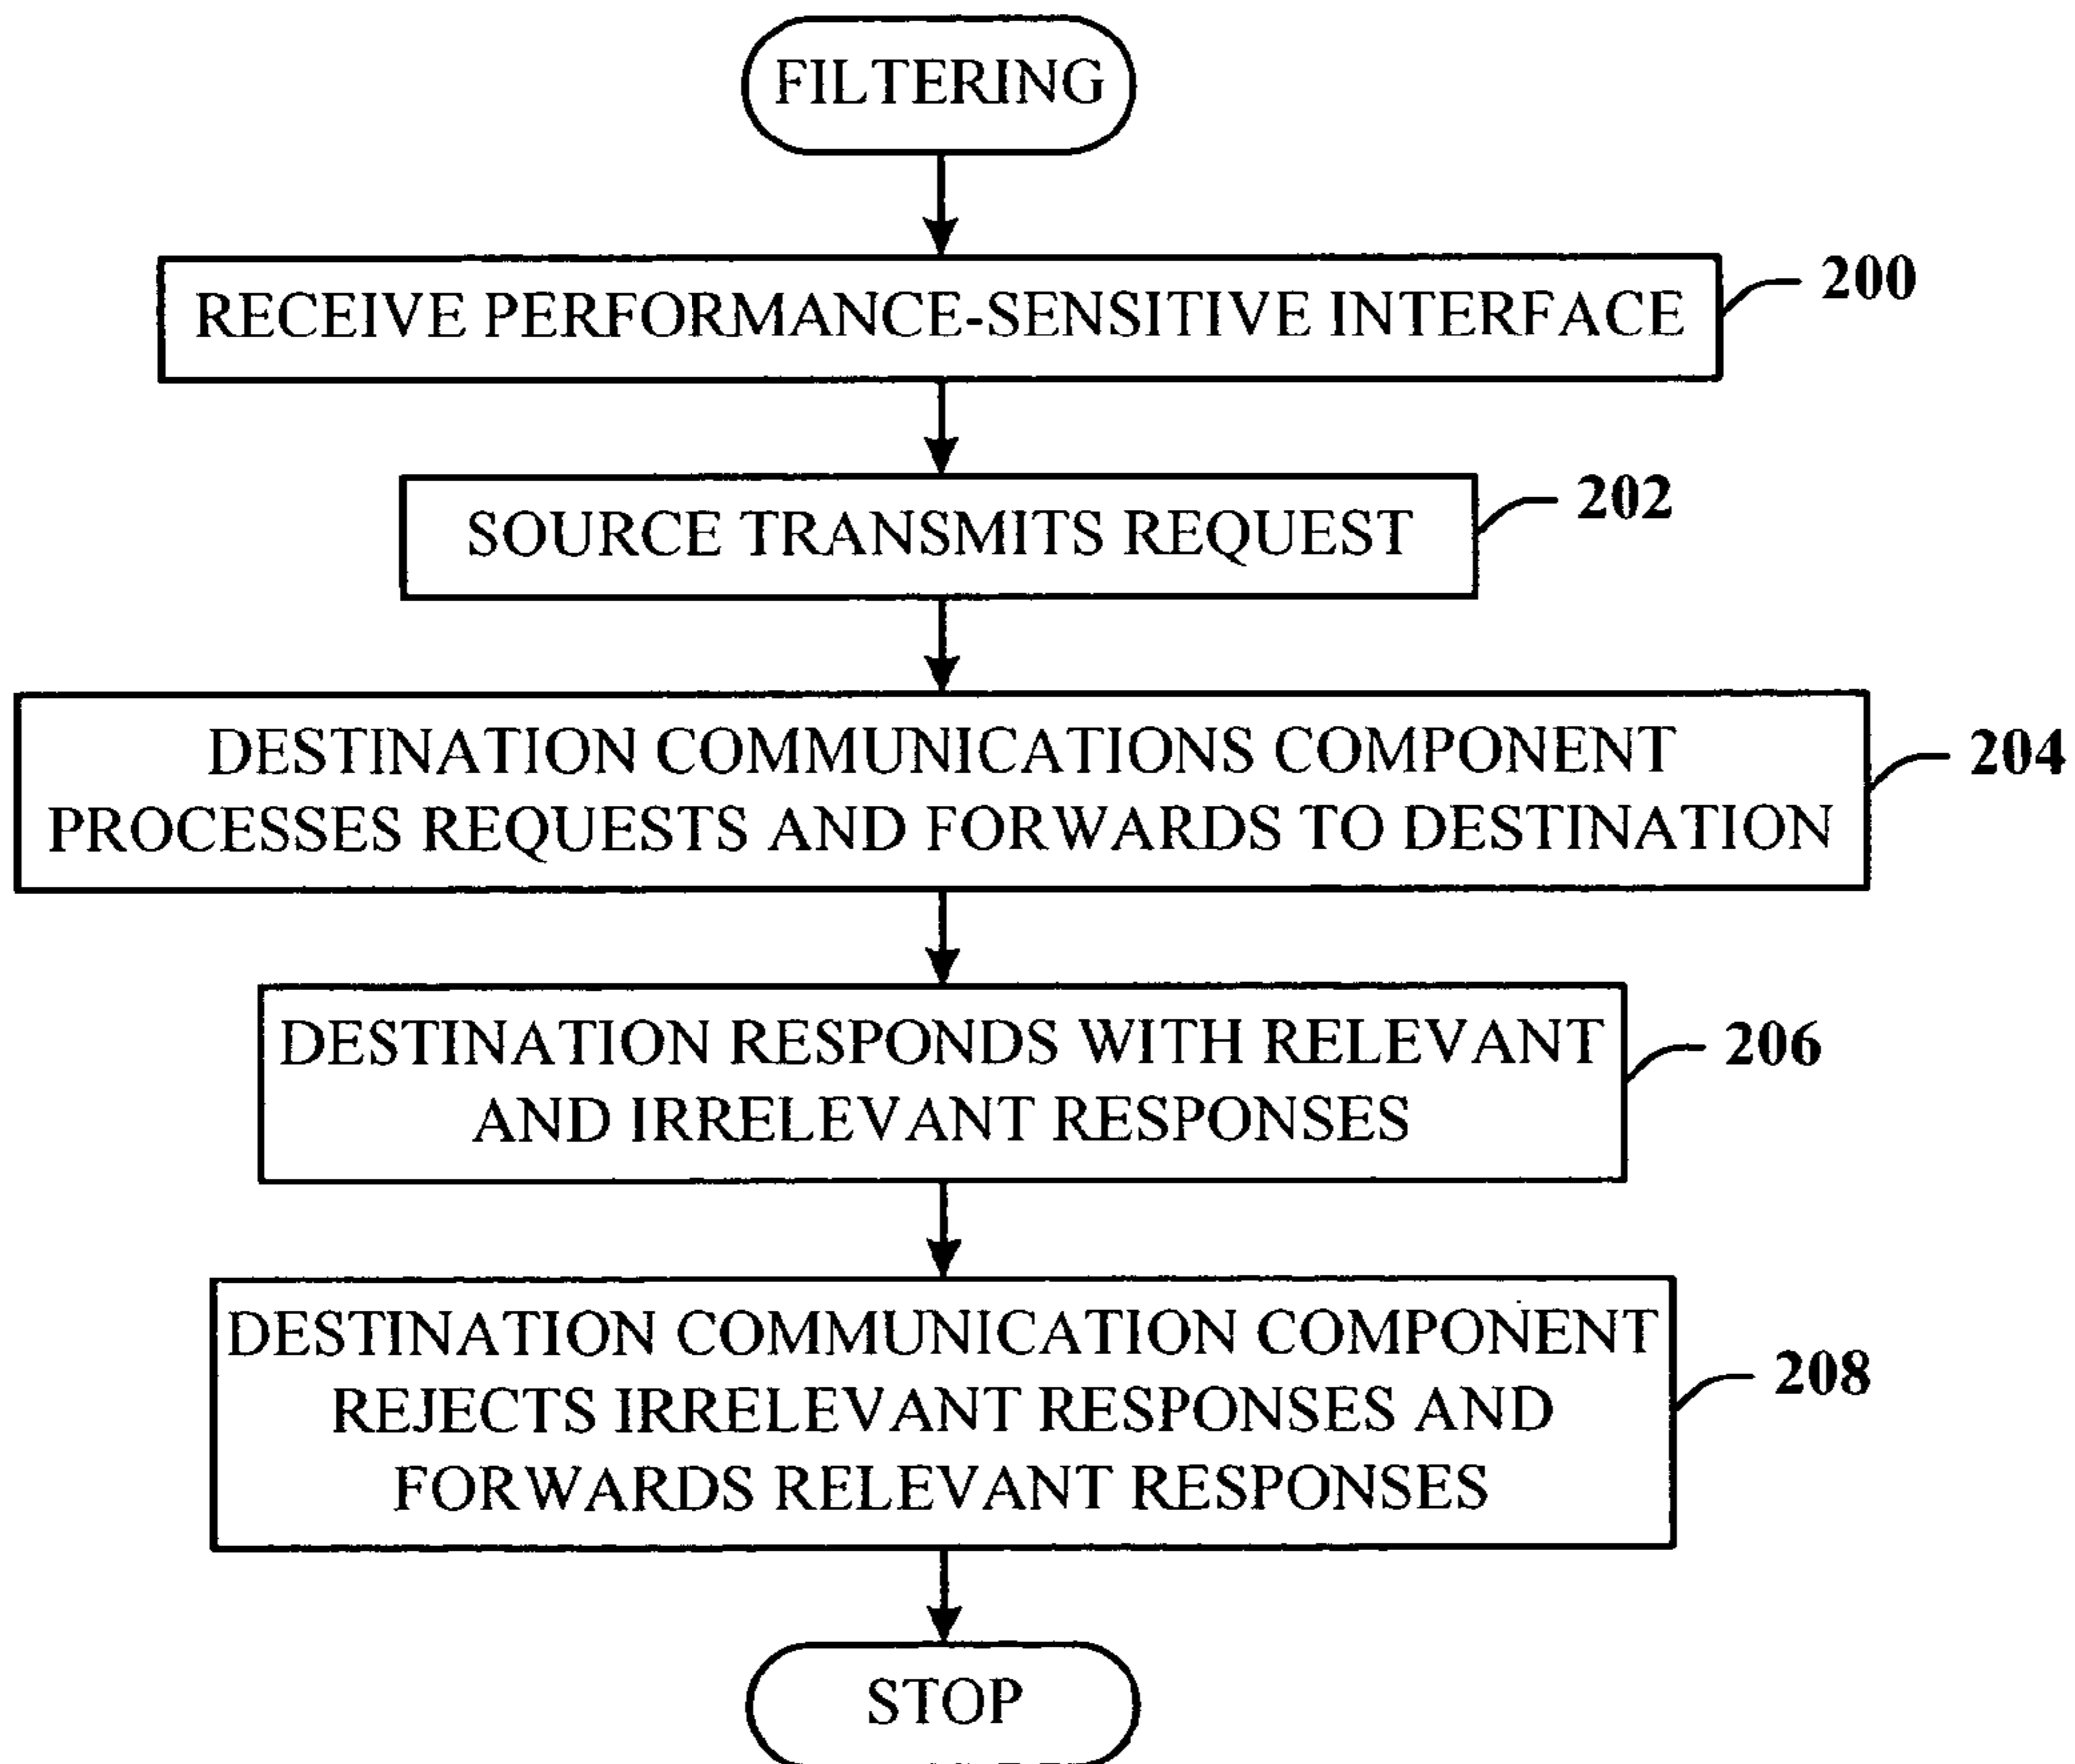 FILTERING
RECEIVE PERFORMANCE-SENSITIVE INTERFACE
200
SOURCE TRANSMITS REQUEST
202
DESTINATION COMMUNICATIONS COMPONENT
PROCESSES REQUESTS AND FORWARDS TO DESTINATION
204
DESTINATION RESPONDS WITH RELEVANT
AND IRRELEVANT RESPONSES
206
DESTINATION COMMUNICATION COMPONENT
REJECTS IRRELEVANT RESPONSES AND
FORWARDS RELEVANT RESPONSES
208
STOP